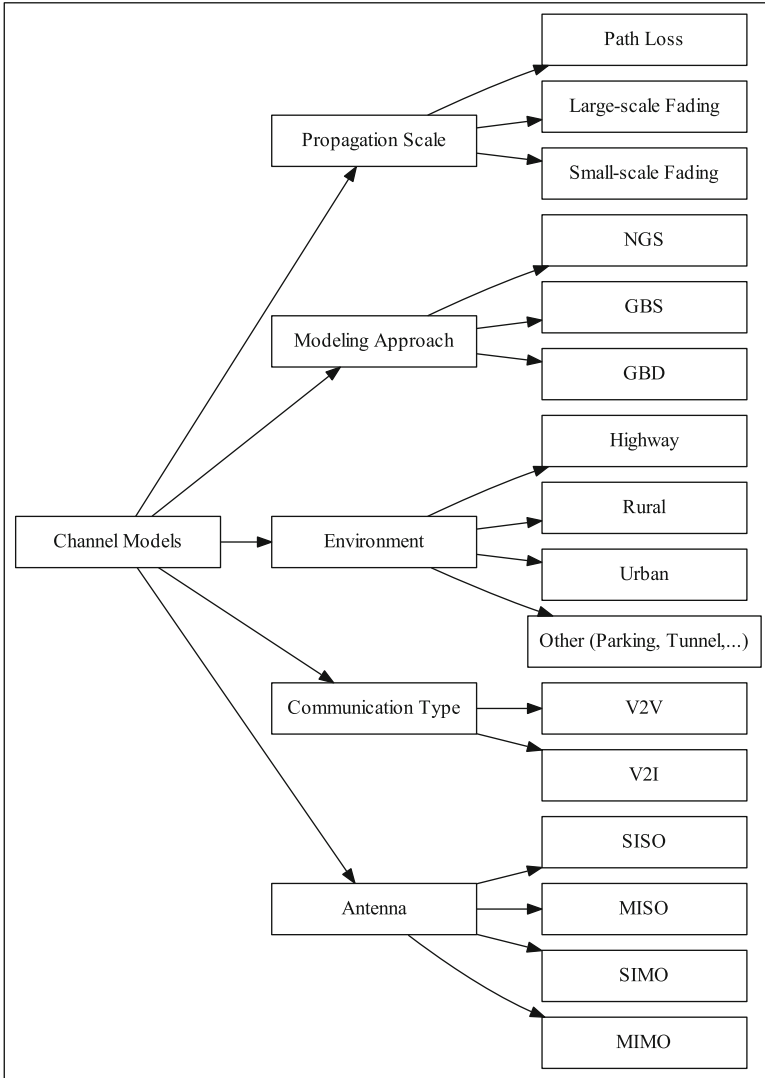 Channel Models
Propagation Scale
Path Loss
Large-scale Fading
Small-scale Fading
Modeling Approach
NGS
GBS
GBD
Environment
Highway
Rural
Urban
Other (Parking, Tunnel,...)
Communication Type
V2V
V2I
Antenna
SISO
MISO
SIMO
MIMO